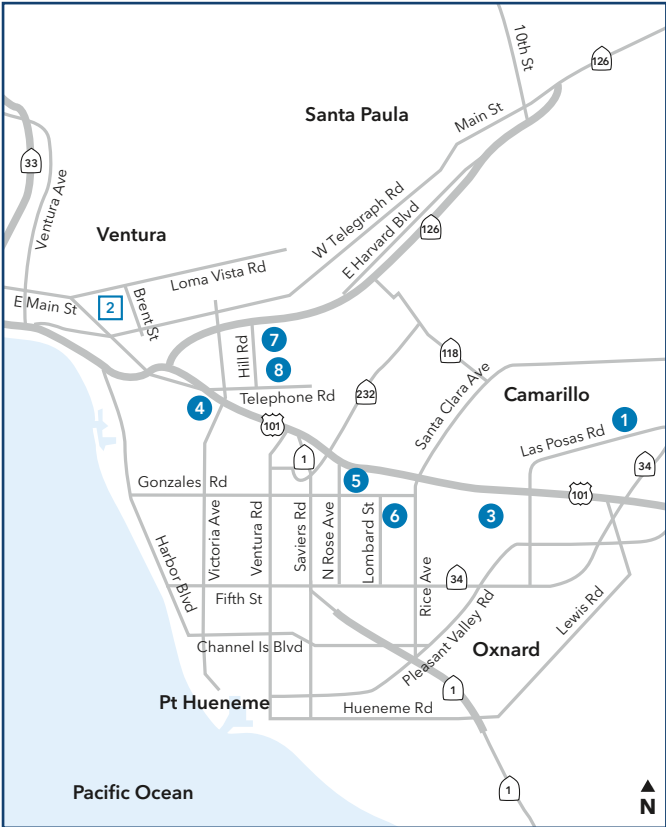 10th St
126
Santa Paula
Main St
33
Ventura Ave
W Telegraph Rd
E Harvard Blvd
126
Ventura
Loma Vista Rd
E Main St
2
Brent St
7
Hill Rd
8
118
Telephone Rd
232
Santa Clara Ave
Camarillo
4
101
1
Las Posas Rd
1
34
Gonzales Rd
5
101
6
3
Harbor Blvd
Victoria Ave
Ventura Rd
Saviers Rd
N Rose Ave
Lombard St
Rice Ave
34
Fifth St
Lewis Rd
Channel Is Blvd
Pleasant Valley Rd
Oxnard
Pt Hueneme
1
Hueneme Rd
Pacific Ocean
1
N